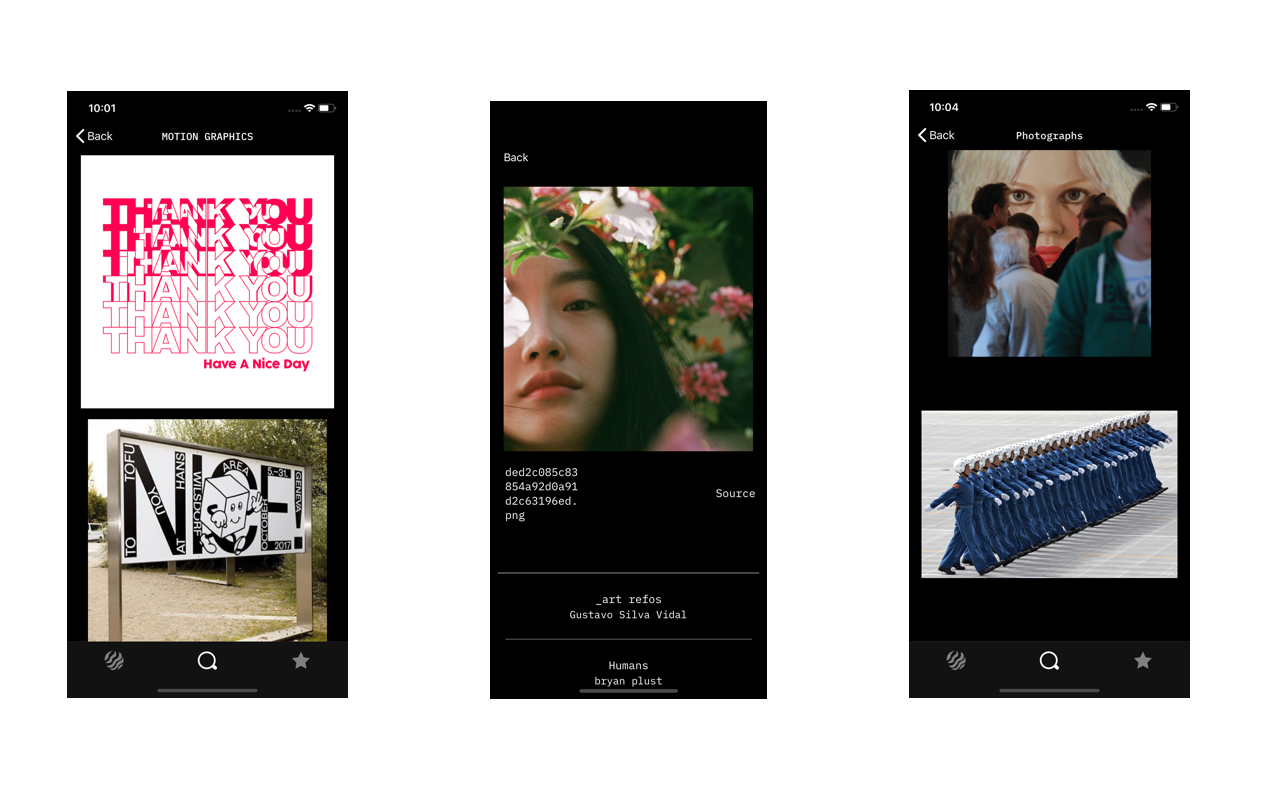 10:01
Back
MOTION GRAPHICS
THANK YOU
THANK YOU
THANK YOU
THANK YOU
THANK YOU
THANK YOU
Have A Nice Day
TO YOU TOFU
AT HANS
WILSDORF
NICE!
AREA
5.–31.
OCTOBER
2017
GENEVA
Back
ded2c085c83
854a92d0a91
d2c63196ed.
png
Source
_art refos
Gustavo Silva Vidal
Humans
bryan plust
10:04
Back
Photographs